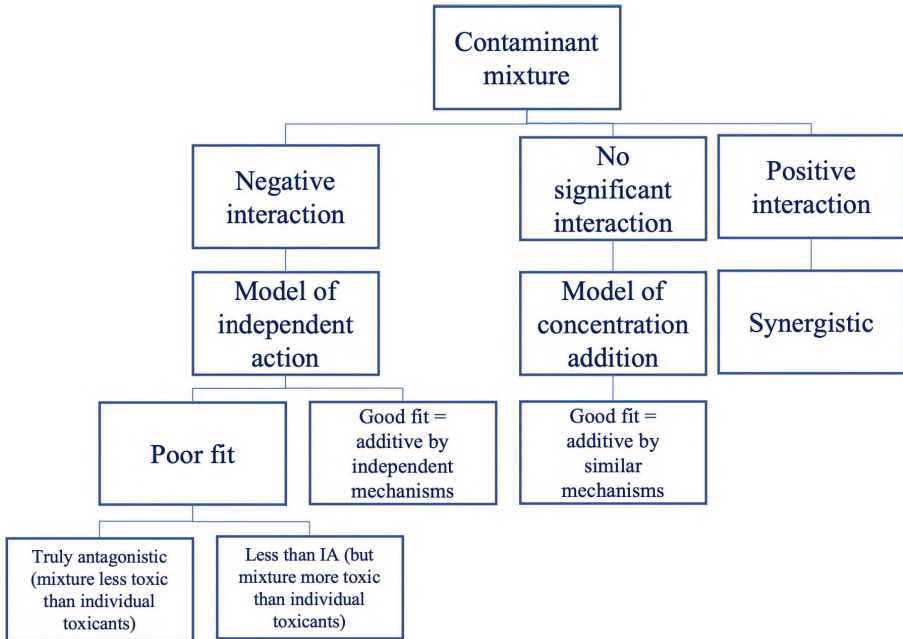 Contaminant
mixture
Negative
interaction
No
significant
interaction
Positive
interaction
Model of
independent
action
Model of
concentration
addition
Synergistic
Poor fit
Good fit =
additive by
independent
mechanisms
Good fit =
additive by
similar
mechanisms
Truly antagonistic
(mixture less toxic
than individual
toxicants)
Less than IA (but
mixture more toxic
than individual
toxicants)